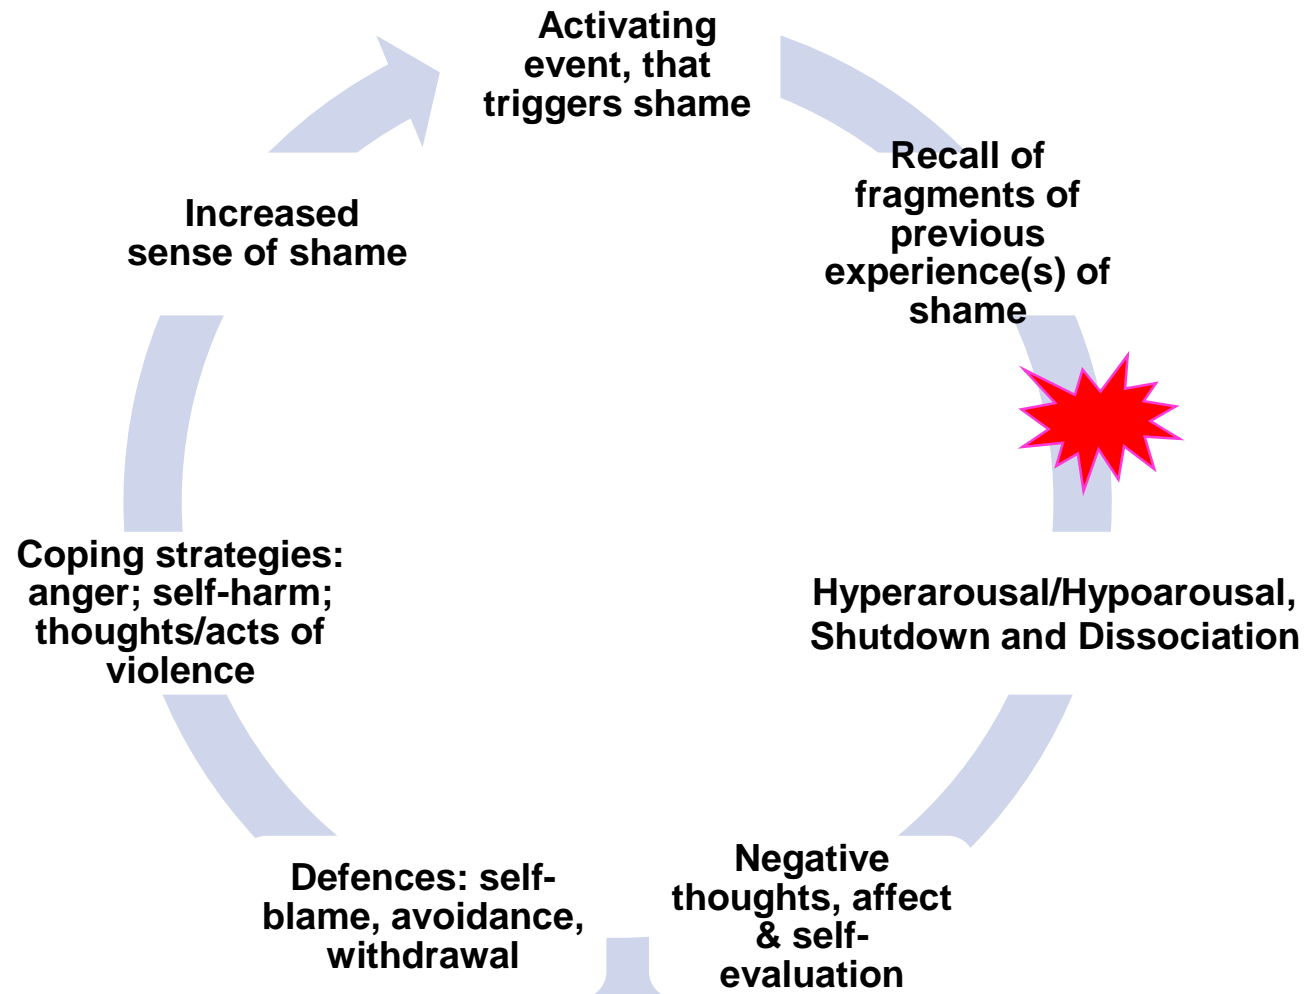 Activating
event, that
triggers shame
Recall of
fragments of
previous
experience(s) of
shame
Hyperarousal/Hypoarousal,
Shutdown and Dissociation
Negative
thoughts, affect
& self-
evaluation
Defences: self-
blame, avoidance,
withdrawal
Coping strategies:
anger; self-harm;
thoughts/acts of
violence
Increased
sense of shame